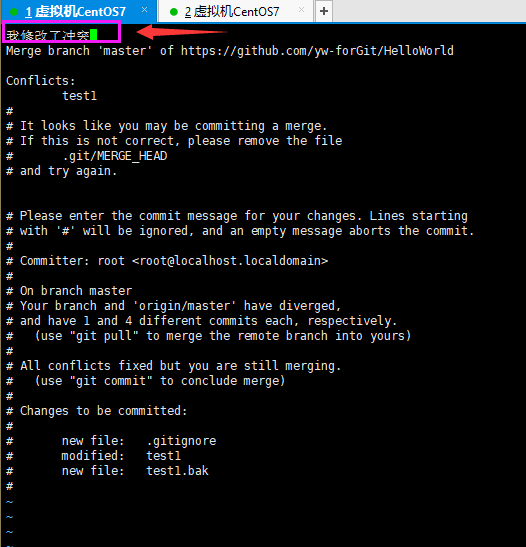 1 虚拟机CentOS7 × 2 虚拟机CentOS7 × +
我修改了冲突
Merge branch 'master' of https://github.com/yw-forGit/HelloWorld
Conflicts:
test1
#
# It looks like you may be committing a merge.
# If this is not correct, please remove the file
# .git/MERGE_HEAD
# and try again.
# Please enter the commit message for your changes. Lines starting
# with '#' will be ignored, and an empty message aborts the commit.
#
# Committer: root <root@localhost.localdomain>
#
# On branch master
# Your branch and 'origin/master' have diverged,
# and have 1 and 4 different commits each, respectively.
# (use "git pull" to merge the remote branch into yours)
#
# All conflicts fixed but you are still merging.
# (use "git commit" to conclude merge)
#
# Changes to be committed:
#
# new file: .gitignore
# modified: test1
# new file: test1.bak
#
~
~
~
~